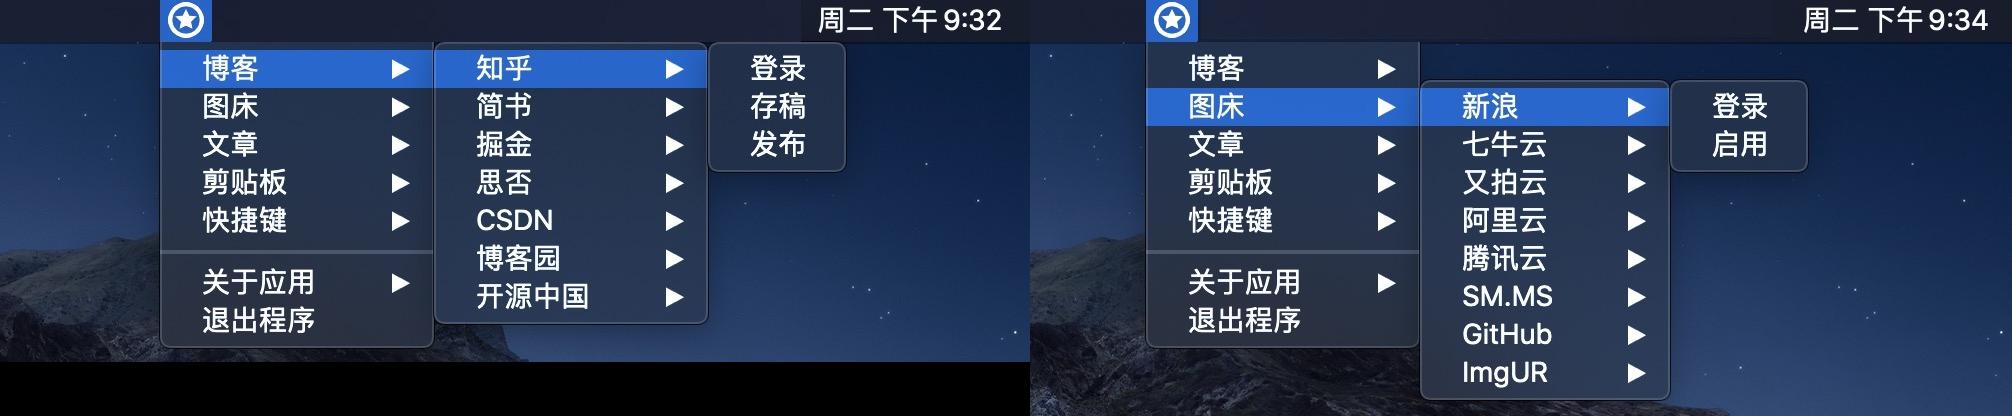 周二 下午9:32
博客
图床
文章
剪贴板
快捷键
关于应用
退出程序
知乎
简书
掘金
思否
CSDN
博客园
开源中国
登录
存稿
发布
周二 下午9:34
博客
图床
文章
剪贴板
快捷键
关于应用
退出程序
新浪
七牛云
又拍云
阿里云
腾讯云
SM.MS
GitHub
ImgUR
登录
启用